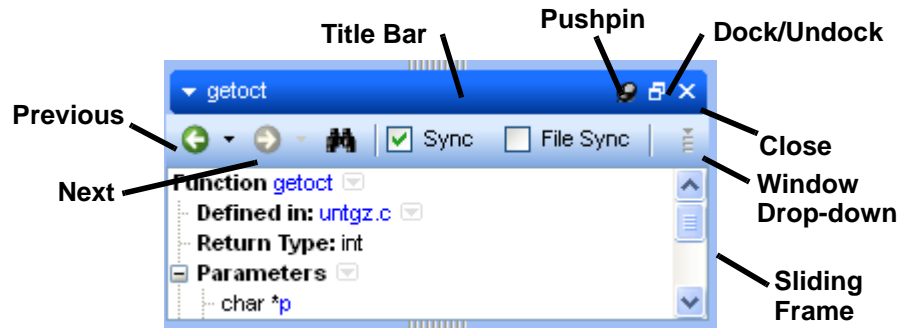 Pushpin
Title Bar
Dock/Undock
getoct
Previous
Sync
File Sync
Close
Next
Function getoct
Window
Drop-down
Defined in: untgz.c
Return Type: int
Parameters
char *p
Sliding
Frame